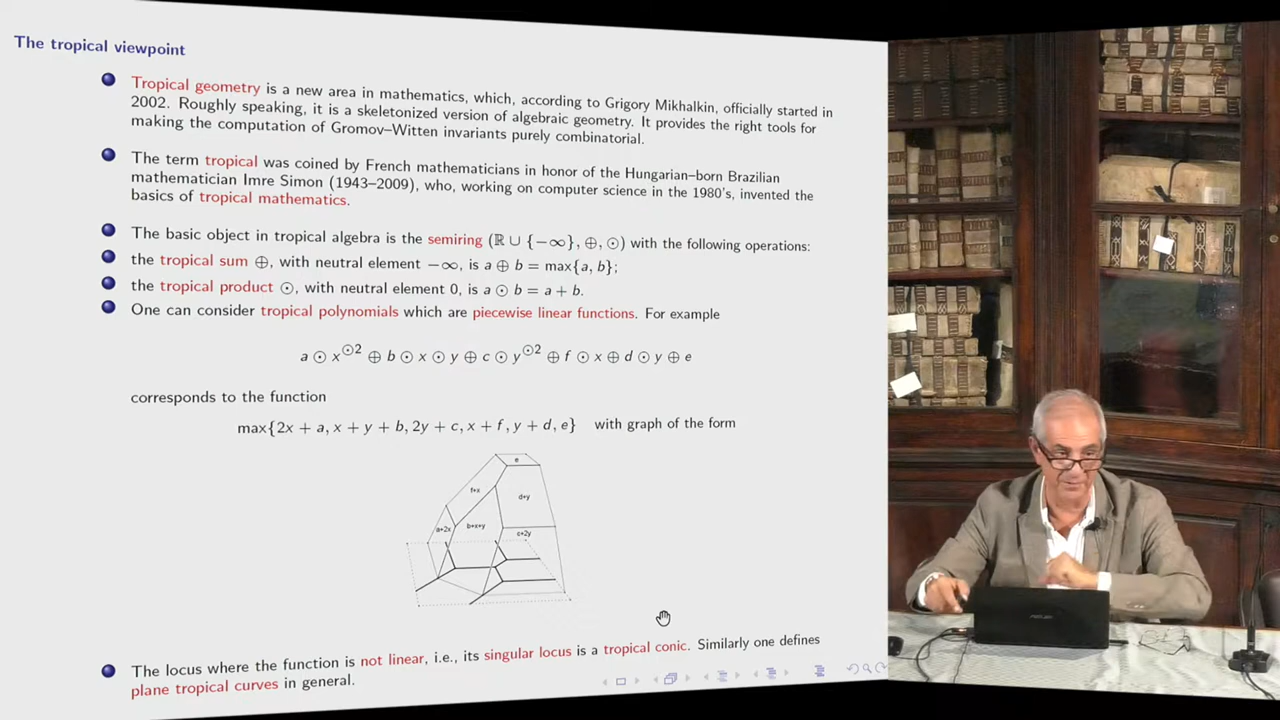 The tropical viewpoint
Tropical geometry is a new area in mathematics, which, according to Grigory Mikhalkin, officially started in
2002. Roughly speaking, it is a skeletonized version of algebraic geometry. It provides the right tools for
making the computation of Gromov–Witten invariants purely combinatorial.
The term tropical was coined by French mathematicians in honor of the Hungarian–born Brazilian
mathematician Imre Simon (1943–2009), who, working on computer science in the 1980's, invented the
basics of tropical mathematics.
The basic object in tropical algebra is the semiring (ℝ ∪ {−∞}, ⊕, ⊙) with the following operations:
the tropical sum ⊕, with neutral element −∞, is a ⊕ b = max{a, b};
the tropical product ⊙, with neutral element 0, is a ⊙ b = a + b.
One can consider tropical polynomials which are piecewise linear functions. For example
a ⊙ x^⊙2 ⊕ b ⊙ x ⊙ y ⊕ c ⊙ y^⊙2 ⊕ f ⊙ x ⊕ d ⊙ y ⊕ e
corresponds to the function
max{2x + a, x + y + b, 2y + c, x + f, y + d, e} with graph of the form
e
f+x
d+y
a+2x
b+x+y
c+2y
The locus where the function is not linear, i.e., its singular locus is a tropical conic. Similarly one defines
plane tropical curves in general.
ASUS